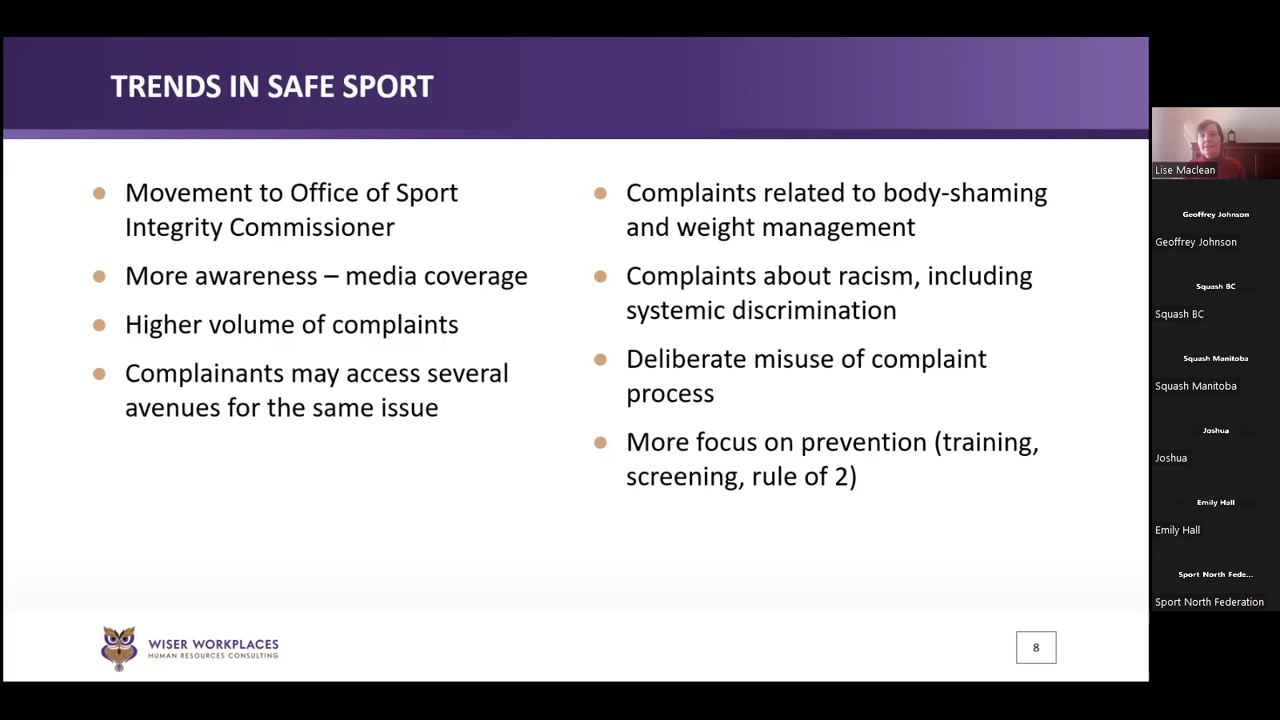 TRENDS IN SAFE SPORT
Movement to Office of Sport
Integrity Commissioner
More awareness – media coverage
Higher volume of complaints
Complainants may access several
avenues for the same issue
Complaints related to body-shaming
and weight management
Complaints about racism, including
systemic discrimination
Deliberate misuse of complaint
process
More focus on prevention (training,
screening, rule of 2)
WISER WORKPLACES
HUMAN RESOURCES CONSULTING
8
Lise Maclean
Geoffrey Johnson
Geoffrey Johnson
Squash BC
Squash BC
Squash Manitoba
Squash Manitoba
Joshua
Joshua
Emily Hall
Emily Hall
Sport North Fede...
Sport North Federation